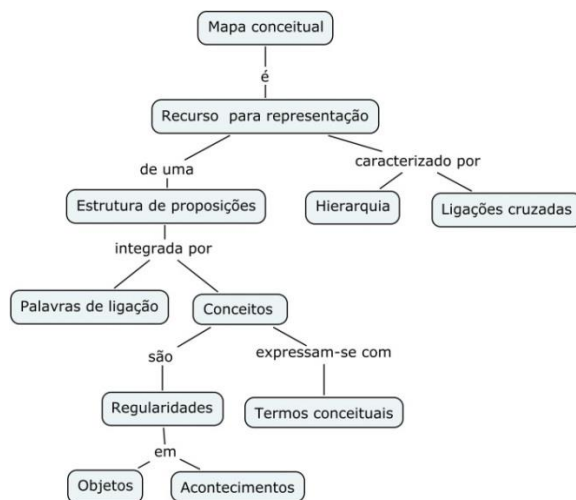 Mapa conceitual
é
Recurso para representação
de uma
caracterizado por
Estrutura de proposições
Hierarquia
Ligações cruzadas
integrada por
Palavras de ligação
Conceitos
são
expressam-se com
Regularidades
Termos conceituais
em
Objetos
Acontecimentos